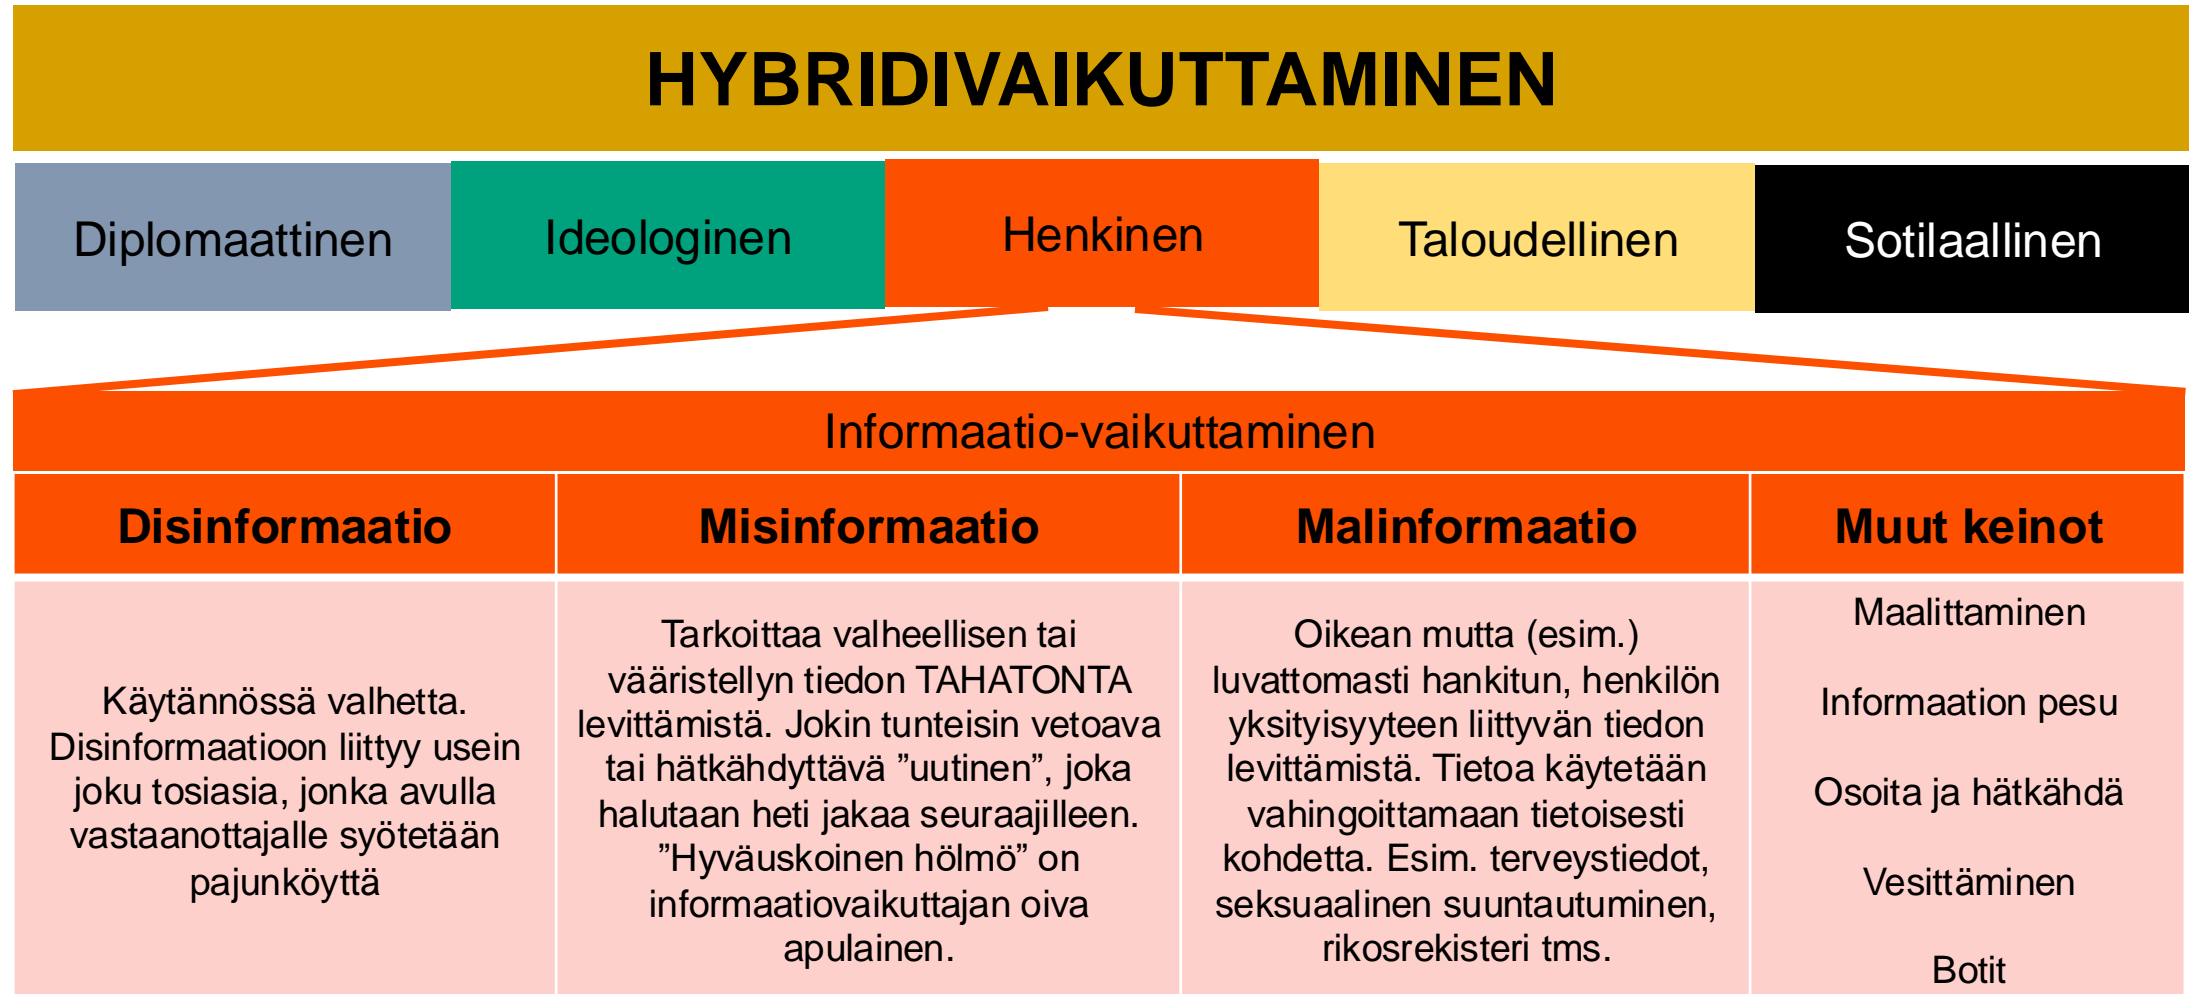 HYBRIDIVAIKUTTAMINEN
Diplomaattinen
Ideologinen
Henkinen
Taloudellinen
Sotilaallinen
Informaatio-vaikuttaminen
Disinformaatio
Misinformaatio
Malinformaatio
Muut keinot
Käytännössä valhetta.
Disinformaatioon liittyy usein
joku tosiasia, jonka avulla
vastaanottajalle syötetään
pajunköyttä
Tarkoittaa valheellisen tai
vääristellyn tiedon TAHATONTA
levittämistä. Jokin tunteisin vetoava
tai hätkähdyttävä ”uutinen”, joka
halutaan heti jakaa seuraajilleen.
”Hyväuskoinen hölmö” on
informaatiovaikuttajan oiva
apulainen.
Oikean mutta (esim.)
luvattomasti hankitun, henkilön
yksityisyyteen liittyvän tiedon
levittämistä. Tietoa käytetään
vahingoittamaan tietoisesti
kohdetta. Esim. terveystiedot,
seksuaalinen suuntautuminen,
rikosrekisteri tms.
Maalittaminen
Informaation pesu
Osoita ja hätkähdä
Vesittäminen
Botit